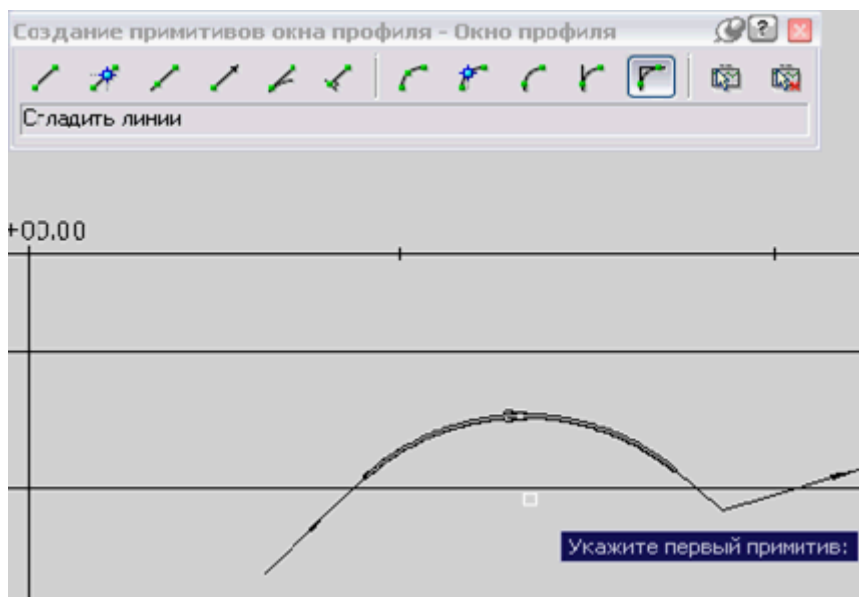 Создание примитивов окна профиля - Окно профиля
Сгладить линии
+00.00
Укажите первый примитив: